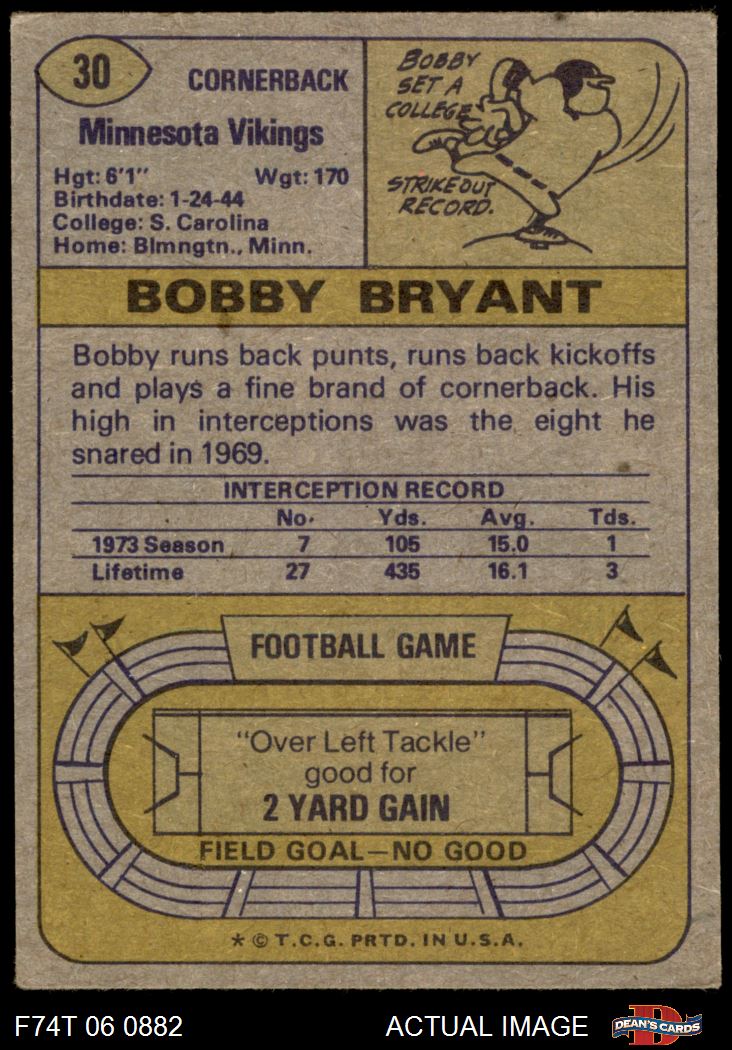 30
CORNERBACK
Minnesota Vikings
Hgt: 6'1" Wgt: 170
Birthdate: 1-24-44
College: S. Carolina
Home: Blmngtn., Minn.
BOBBY
SET A
COLLEGE
STRIKEOUT
RECORD.
BOBBY BRYANT
Bobby runs back punts, runs back kickoffs
and plays a fine brand of cornerback. His
high in interceptions was the eight he
snared in 1969.
INTERCEPTION RECORD
No. Yds. Avg. Tds.
1973 Season 7 105 15.0 1
Lifetime 27 435 16.1 3
FOOTBALL GAME
"Over Left Tackle"
good for
2 YARD GAIN
FIELD GOAL—NO GOOD
* © T.C.G. PRTD. IN U.S.A.
F74T 06 0882 ACTUAL IMAGE
D
DEAN'S CARDS